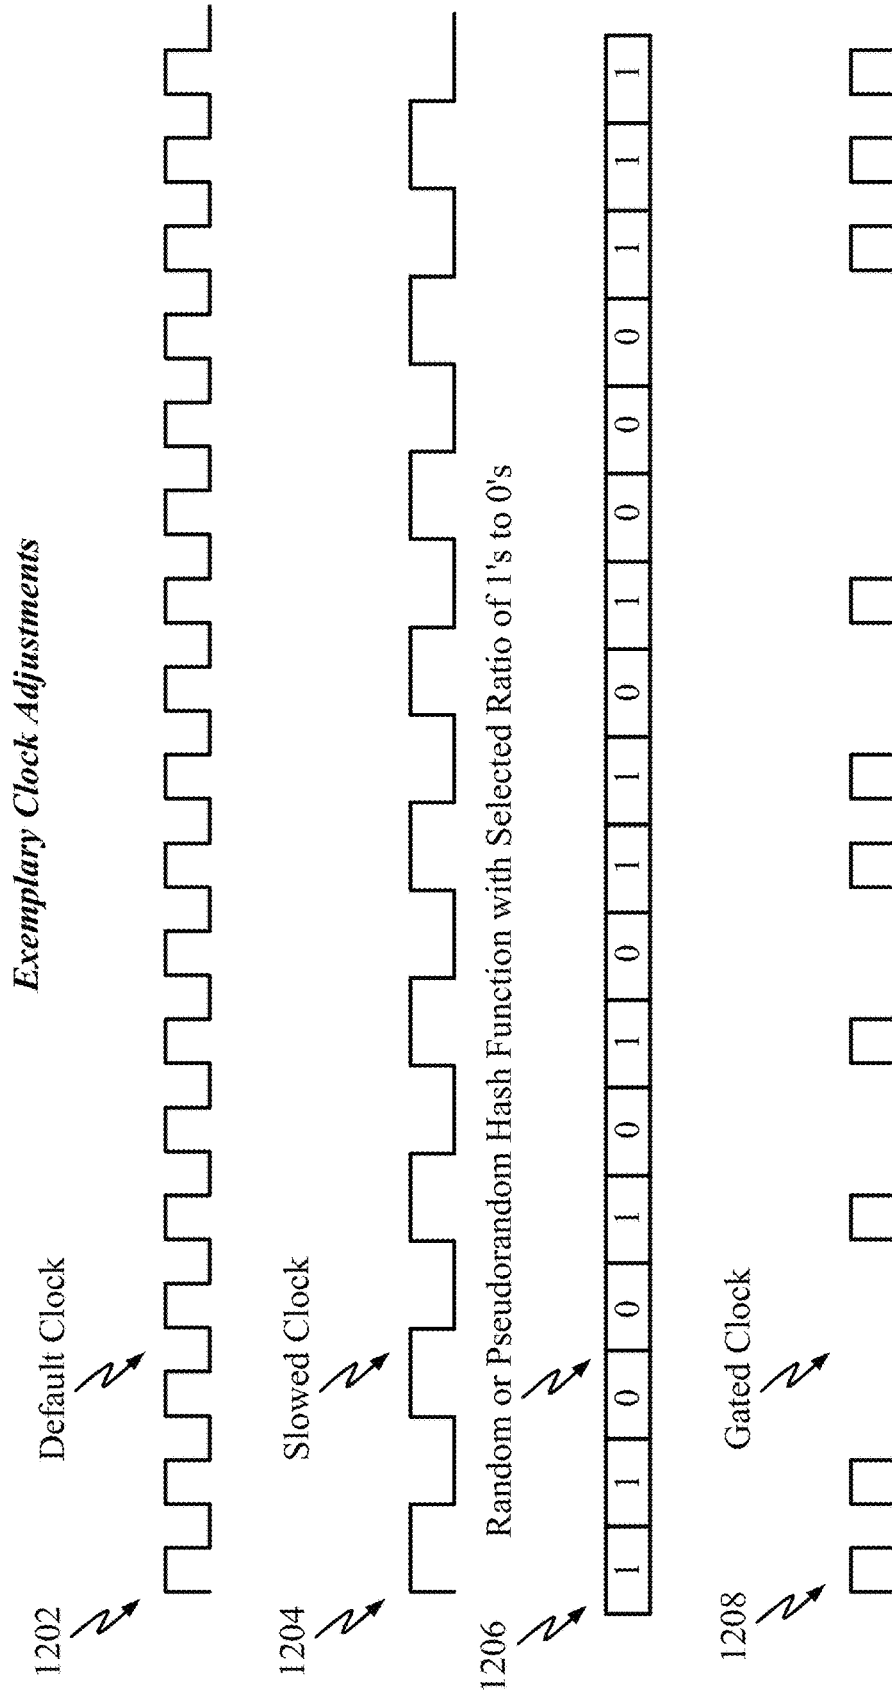 Exemplary Clock Adjustments
1202
Default Clock
1204
Slowed Clock
1206
Random or Pseudorandom Hash Function with Selected Ratio of 1's to 0's
1 1 0 0 1 0 1 0 1 1 0 1 0 0 0 1 1 1
1208
Gated Clock